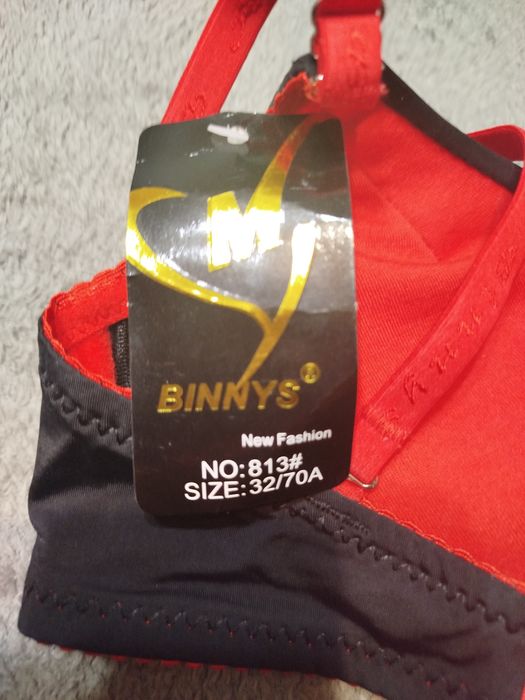 M
BINNYS®
New Fashion
NO:813#
SIZE:32/70A